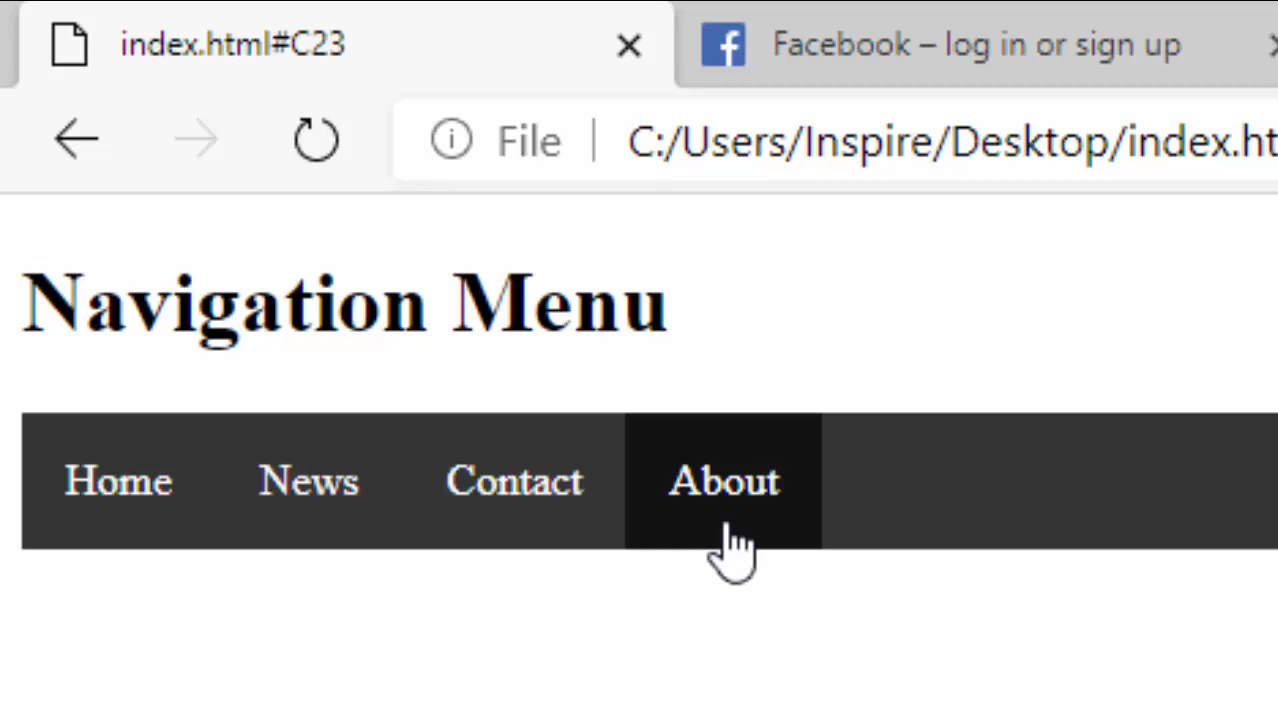 index.html#C23
Facebook – log in or sign up
File
C:/Users/Inspire/Desktop/index.ht
Navigation Menu
Home News Contact About